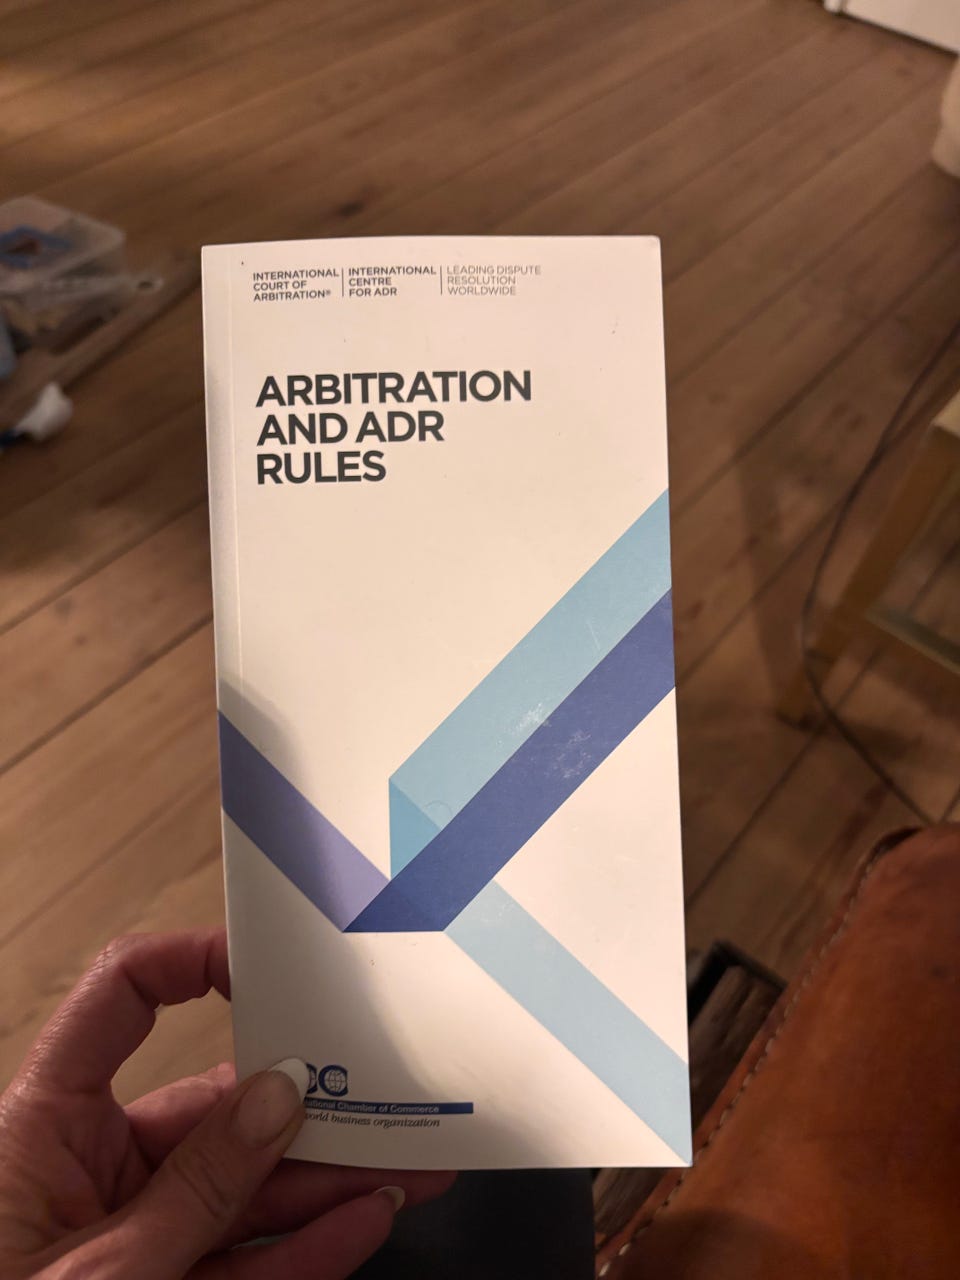 INTERNATIONAL
COURT OF
ARBITRATION®
INTERNATIONAL
CENTRE
FOR ADR
LEADING DISPUTE
RESOLUTION
WORLDWIDE
ARBITRATION
AND ADR
RULES
Chamber of Commerce
world business organization